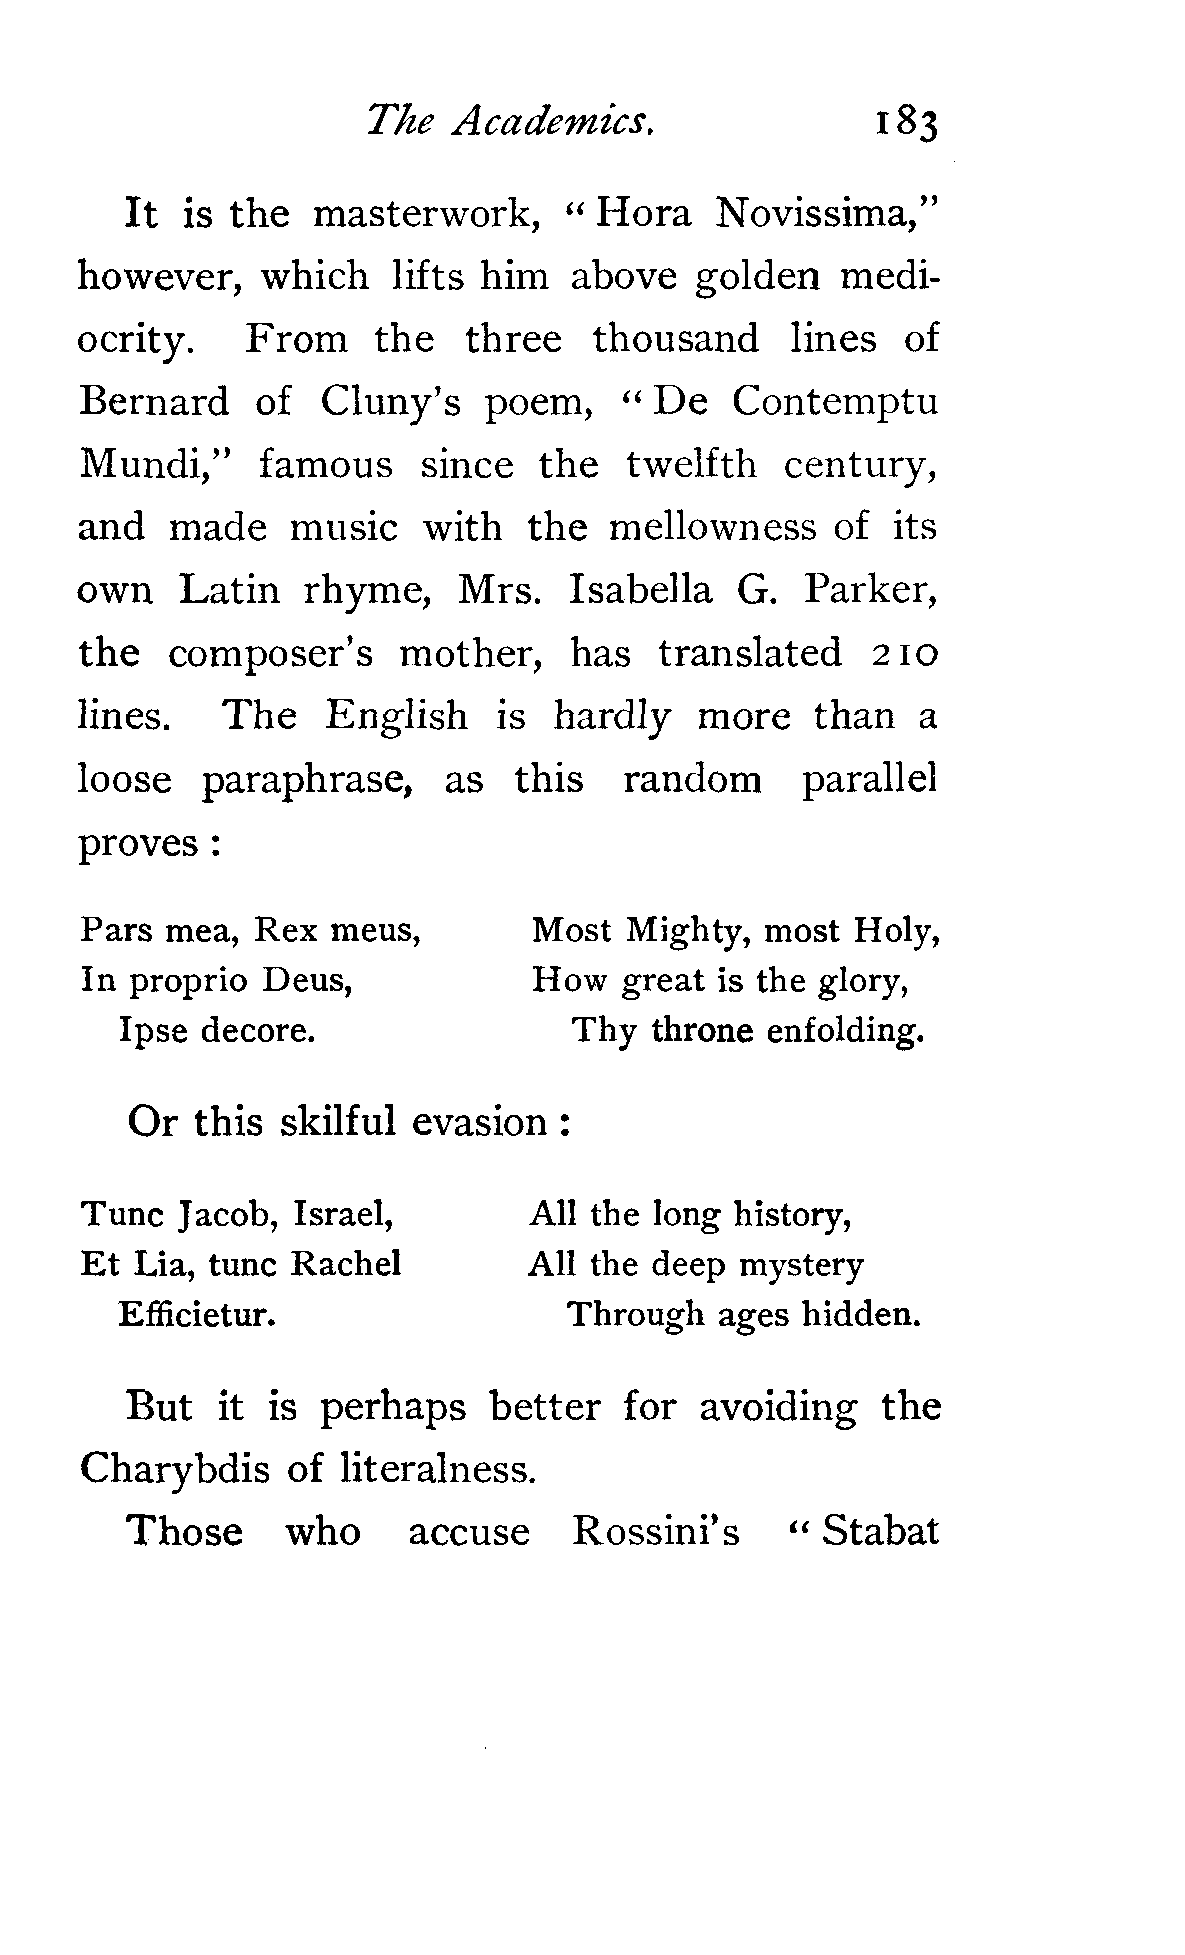 The Academics. 183
It is the masterwork, "Hora Novissima,"
however, which lifts him above golden medi-
ocrity. From the three thousand lines of
Bernard of Cluny's poem, "De Contemptu
Mundi," famous since the twelfth century,
and made music with the mellowness of its
own Latin rhyme, Mrs. Isabella G. Parker,
the composer's mother, has translated 210
lines. The English is hardly more than a
loose paraphrase, as this random parallel
proves :
Pars mea, Rex meus, Most Mighty, most Holy,
In proprio Deus, How great is the glory,
Ipse decore. Thy throne enfolding.
Or this skilful evasion :
Tunc Jacob, Israel, All the long history,
Et Lia, tunc Rachel All the deep mystery
Efficietur. Through ages hidden.
But it is perhaps better for avoiding the
Charybdis of literalness.
Those who accuse Rossini's "Stabat